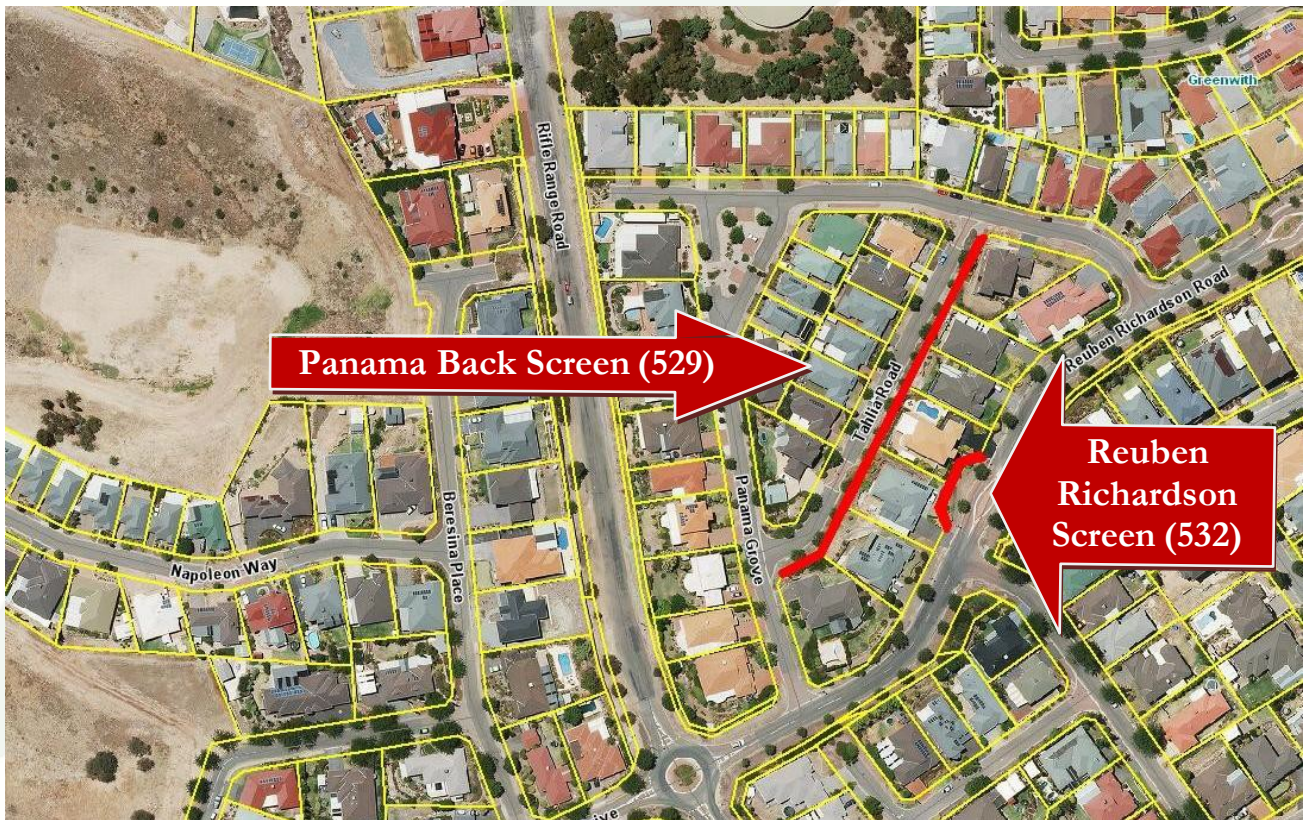 Greenwith
Rifle Range Road
Reuben Richardson Road
Panama Back Screen (529)
Tahlia Road
Reuben
Richardson
Screen (532)
Panama Grove
Beresina Place
Napoleon Way
ive